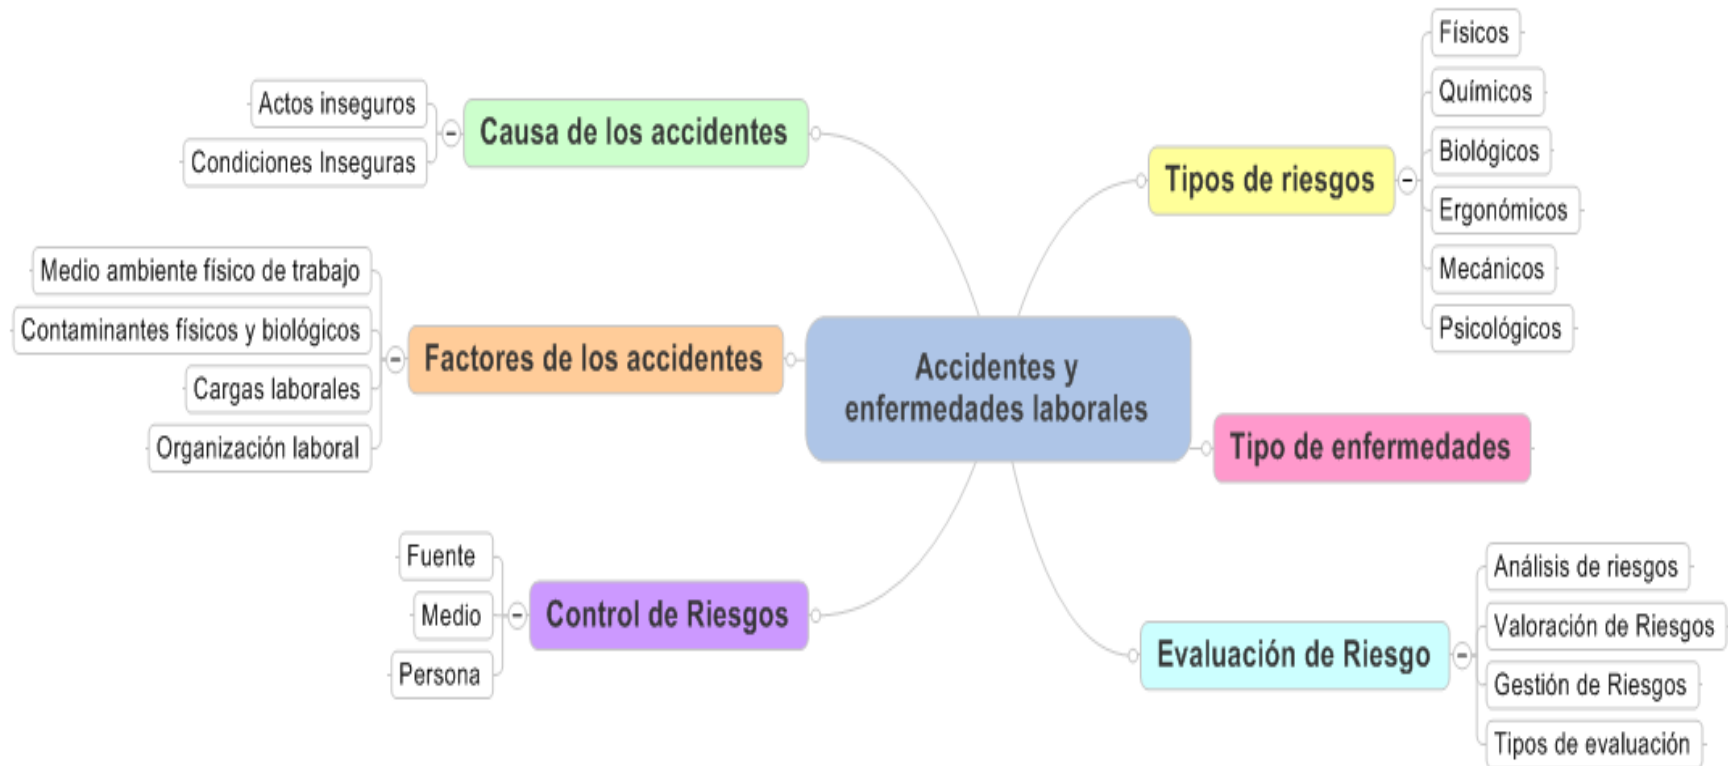 Causa de los accidentes
Actos inseguros
Condiciones Inseguras
Factores de los accidentes
Medio ambiente físico de trabajo
Contaminantes físicos y biológicos
Cargas laborales
Organización laboral
Control de Riesgos
Fuente
Medio
Persona
Accidentes y
enfermedades laborales
Tipos de riesgos
Físicos
Químicos
Biológicos
Ergonómicos
Mecánicos
Psicológicos
Tipo de enfermedades
Evaluación de Riesgo
Análisis de riesgos
Valoración de Riesgos
Gestión de Riesgos
Tipos de evaluación